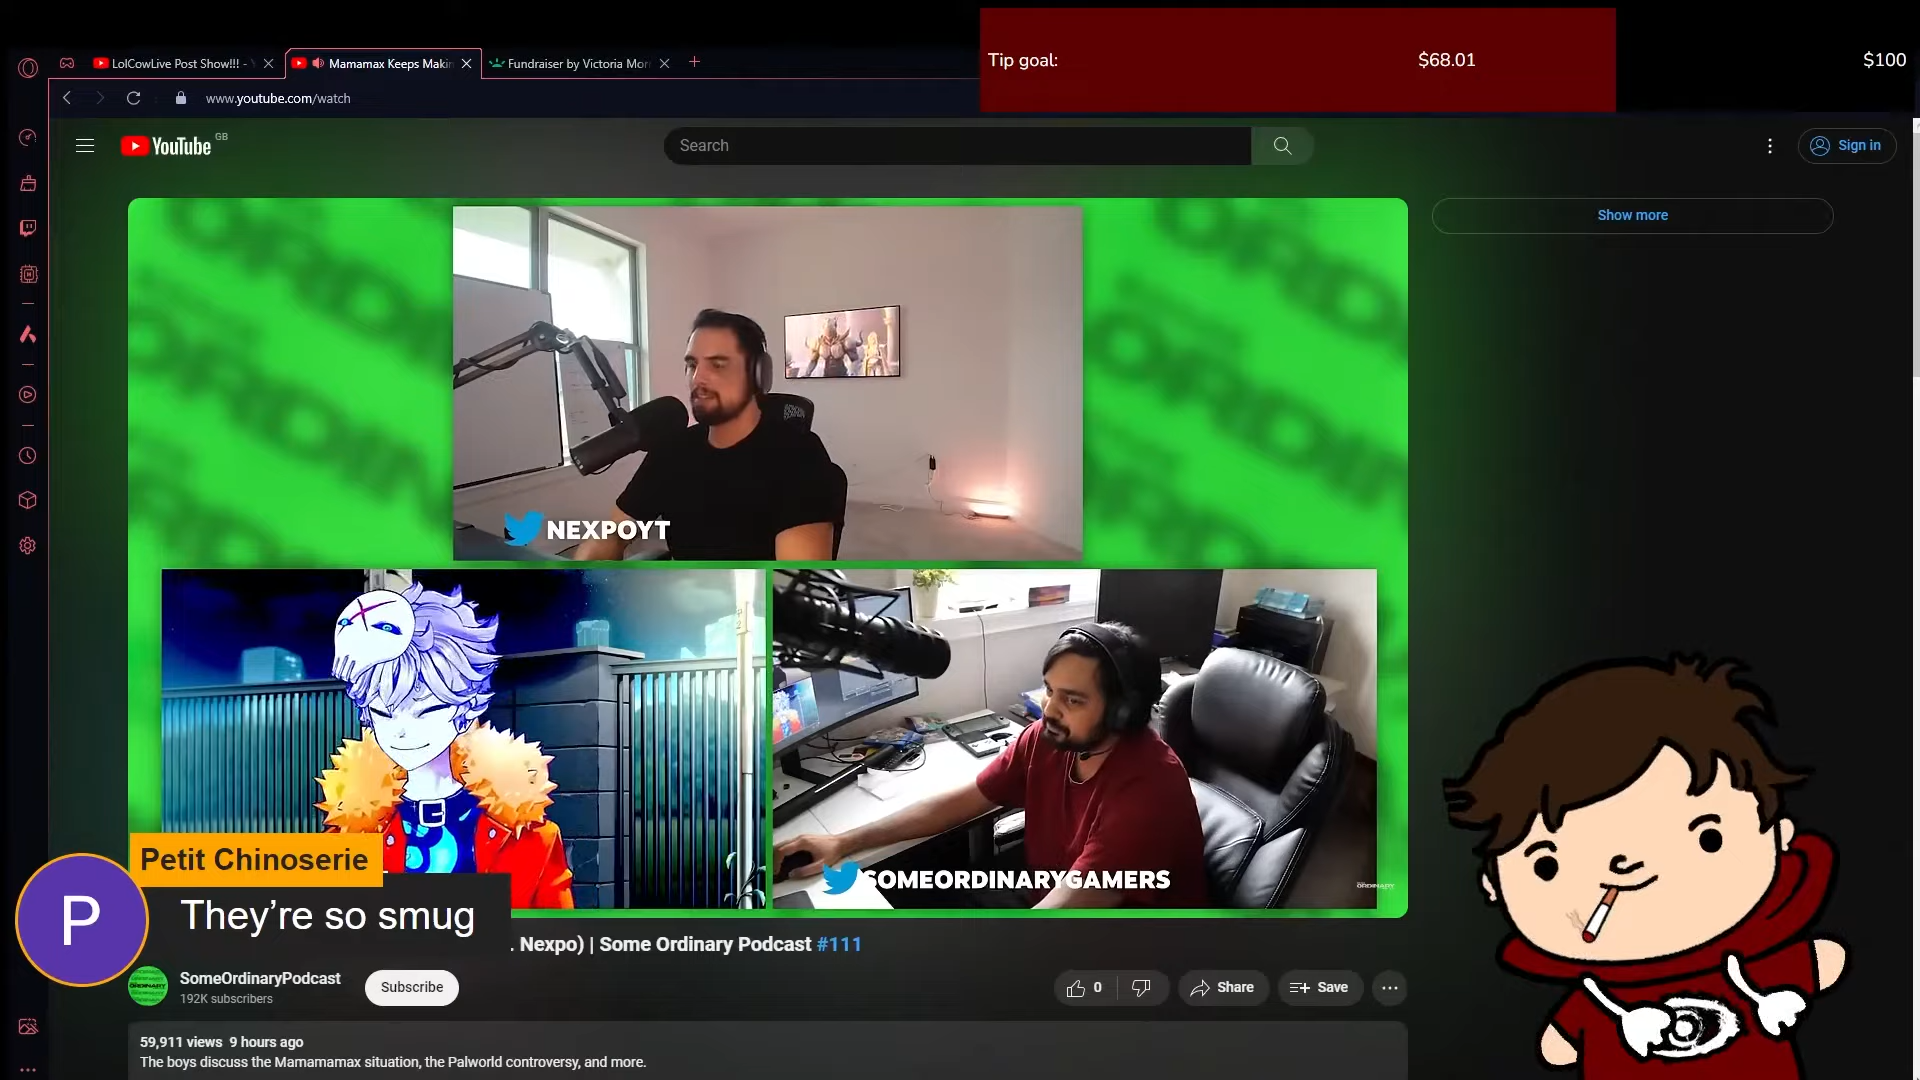 Tip goal:
$68.01
$100
LolCowLive Post Show!!! -
Mamamax Keeps Makin
Fundraiser by Victoria Mor
www.youtube.com/watch
YouTube GB
Search
Sign in
Show more
NEXPOYT
SOMEORDINARYGAMERS
ORDINARY
Petit Chinoserie
P
They're so smug
. Nexpo) | Some Ordinary Podcast #111
SomeOrdinaryPodcast
192K subscribers
Subscribe
0
Share
Save
59,911 views 9 hours ago
The boys discuss the Mamamamax situation, the Palworld controversy, and more.